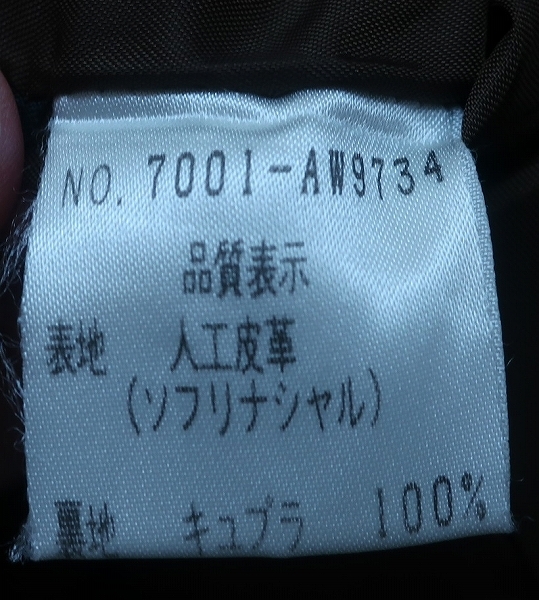 NO. 7001-AW9734
品質表示
表地 人工皮革
(ソフリナシャル)
裏地 キュプラ 100%